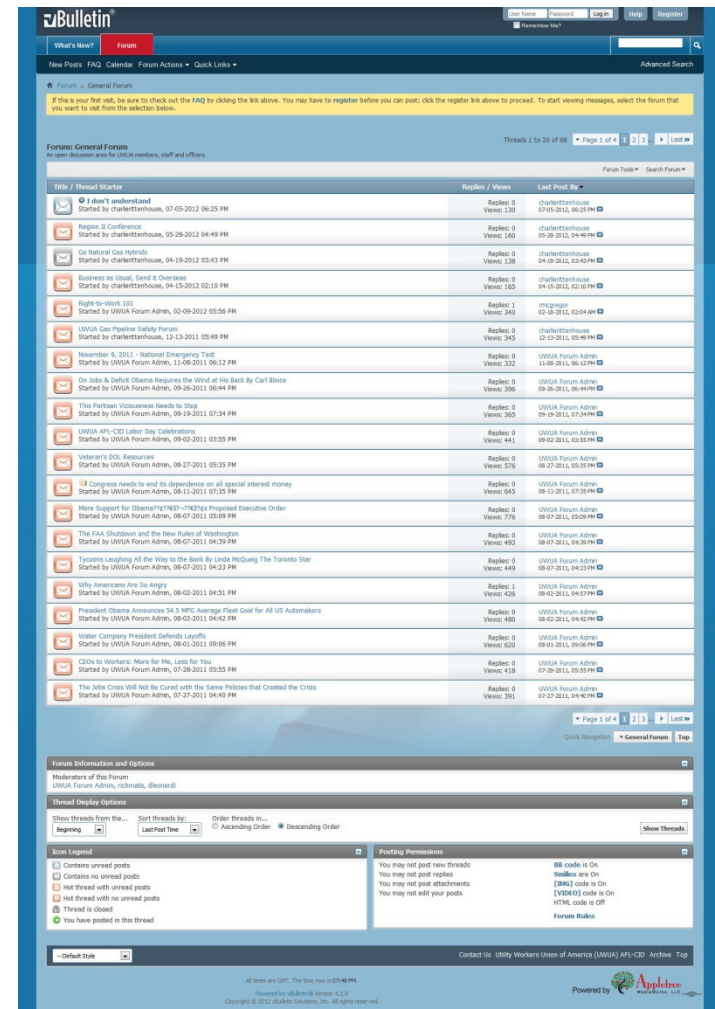 vBulletin®
User Name Password Log in Help Register
Remember Me?
What's New? Forum
New Posts FAQ Calendar Forum Actions Quick Links Advanced Search
Forum General Forum
If this is your first visit, be sure to check out the FAQ by clicking the link above. You may have to register before you can post: click the register link above to proceed. To start viewing messages, select the forum that
you want to visit from the selection below.
Threads 1 to 20 of 68 Page 1 of 4 1 2 3 ... Last
Forum: General Forum
An open discussion area for UWUA members, staff and officers.
Forum Tools Search Forum
Title / Thread Starter Replies / Views Last Post By
I don't understand Replies: 0 charlerittenhouse
Started by charlerittenhouse, 07-05-2012 06:25 PM Views: 130 07-05-2012, 06:25 PM
Region II Conference Replies: 0 charlerittenhouse
Started by charlerittenhouse, 05-28-2012 04:49 PM Views: 160 05-28-2012, 04:49 PM
Go Natural Gas Hybrids Replies: 0 charlerittenhouse
Started by charlerittenhouse, 04-19-2012 03:43 PM Views: 138 04-19-2012, 03:43 PM
Business as Usual, Send it Overseas Replies: 0 charlerittenhouse
Started by charlerittenhouse, 04-15-2012 02:10 PM Views: 165 04-15-2012, 02:10 PM
Right-to-Work 101 Replies: 1 rmcgregor
Started by UWUA Forum Admin, 02-09-2012 05:56 PM Views: 340 02-18-2012, 02:04 AM
UWUA Gas Pipeline Safety Forum Replies: 0 charlerittenhouse
Started by charlerittenhouse, 12-13-2011 05:49 PM Views: 345 12-13-2011, 05:49 PM
November 9, 2011 - National Emergency Test Replies: 0 UWUA Forum Admin
Started by UWUA Forum Admin, 11-08-2011 06:12 PM Views: 332 11-08-2011, 06:12 PM
On Jobs & Deficit Obama Requires the Wind at His Back By Carl Bloice Replies: 0 UWUA Forum Admin
Started by UWUA Forum Admin, 09-26-2011 06:44 PM Views: 396 09-26-2011, 06:44 PM
This Partisan Viciousness Needs to Stop Replies: 0 UWUA Forum Admin
Started by UWUA Forum Admin, 09-19-2011 07:34 PM Views: 365 09-19-2011, 07:34 PM
UWUA AFL-CIO Labor Day Celebrations Replies: 0 UWUA Forum Admin
Started by UWUA Forum Admin, 09-02-2011 03:55 PM Views: 441 09-02-2011, 03:55 PM
Veteran's DOL Resources Replies: 0 UWUA Forum Admin
Started by UWUA Forum Admin, 08-27-2011 05:35 PM Views: 576 08-27-2011, 05:35 PM
Congress needs to end its dependence on all special interest money Replies: 0 UWUA Forum Admin
Started by UWUA Forum Admin, 08-11-2011 07:35 PM Views: 645 08-11-2011, 07:35 PM
More Support for Proposed Executive Order Replies: 0 UWUA Forum Admin
Started by UWUA Forum Admin, 08-07-2011 05:09 PM Views: 776 08-07-2011, 05:09 PM
The FAA Shutdown and the New Rules of Washington Replies: 0 UWUA Forum Admin
Started by UWUA Forum Admin, 08-07-2011 04:39 PM Views: 493 08-07-2011, 04:39 PM
Tycoons Laughing All the Way to the Bank By Linda McQuaig The Toronto Star Replies: 0 UWUA Forum Admin
Started by UWUA Forum Admin, 08-07-2011 04:23 PM Views: 449 08-07-2011, 04:23 PM
Why Americans Are So Angry Replies: 1 UWUA Forum Admin
Started by UWUA Forum Admin, 08-02-2011 04:51 PM Views: 426 08-02-2011, 04:57 PM
President Obama Announces 54.5 MPG Average Fleet Goal for All US Automakers Replies: 0 UWUA Forum Admin
Started by UWUA Forum Admin, 08-02-2011 04:42 PM Views: 480 08-02-2011, 04:42 PM
Water Company President Defends Layoffs Replies: 0 UWUA Forum Admin
Started by UWUA Forum Admin, 08-01-2011 09:06 PM Views: 620 08-01-2011, 09:06 PM
CEOs to Workers: More for Me, Less for You Replies: 0 UWUA Forum Admin
Started by UWUA Forum Admin, 07-28-2011 05:55 PM Views: 418 07-28-2011, 05:55 PM
The Jobs Crisis Will Not Be Cured with the Same Policies that Created the Crisis Replies: 0 UWUA Forum Admin
Started by UWUA Forum Admin, 07-27-2011 04:40 PM Views: 391 07-27-2011, 04:40 PM
Page 1 of 4 1 2 3 ... Last
Quick Navigation General Forum Top
Forum Information and Options
Moderators of this Forum
UWUA Forum Admin, richmata, dleonardi
Thread Display Options
Show threads from the... Sort threads by: Order threads in...
Beginning Last Post Time Ascending Order Descending Order Show Threads
Icon Legend Posting Permissions
Contains unread posts You may not post new threads BB code is On
Contains no unread posts You may not post replies Smilies are On
Hot thread with unread posts You may not post attachments [IMG] code is On
Hot thread with no unread posts You may not edit your posts [VIDEO] code is On
Thread is closed HTML code is Off
You have posted in this thread Forum Rules
-- Default Style Contact Us Utility Workers Union of America (UWUA) AFL-CIO Archive Top
All times are GMT. The time now is 07:48 PM.
Powered by vBulletin® Version 4.2.0
Copyright © 2012 vBulletin Solutions, Inc. All rights reserved.
Powered by Appletree
MediaWorks, LLC